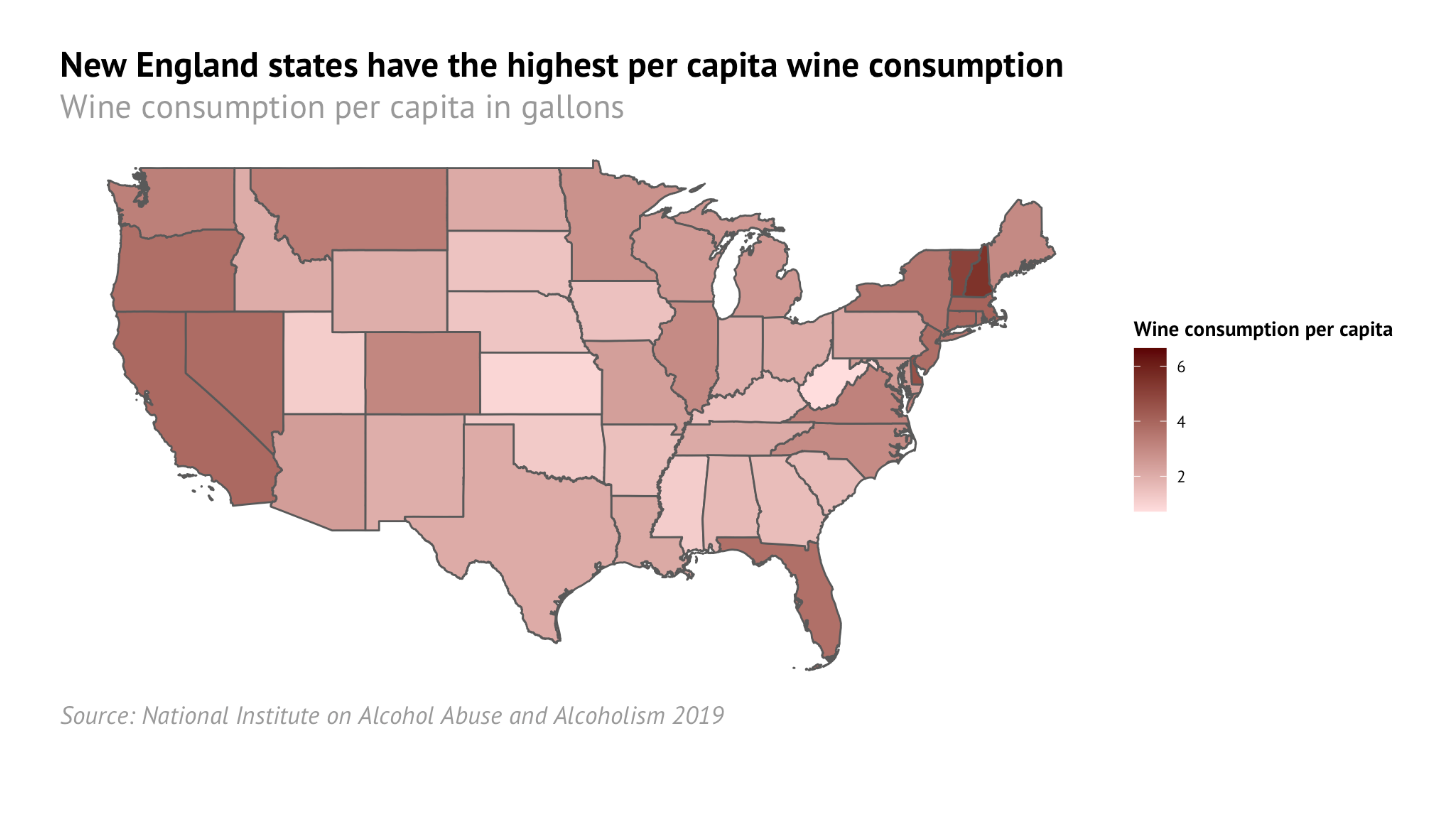 New England states have the highest per capita wine consumption
Wine consumption per capita in gallons
Wine consumption per capita
6
4
2
Source: National Institute on Alcohol Abuse and Alcoholism 2019